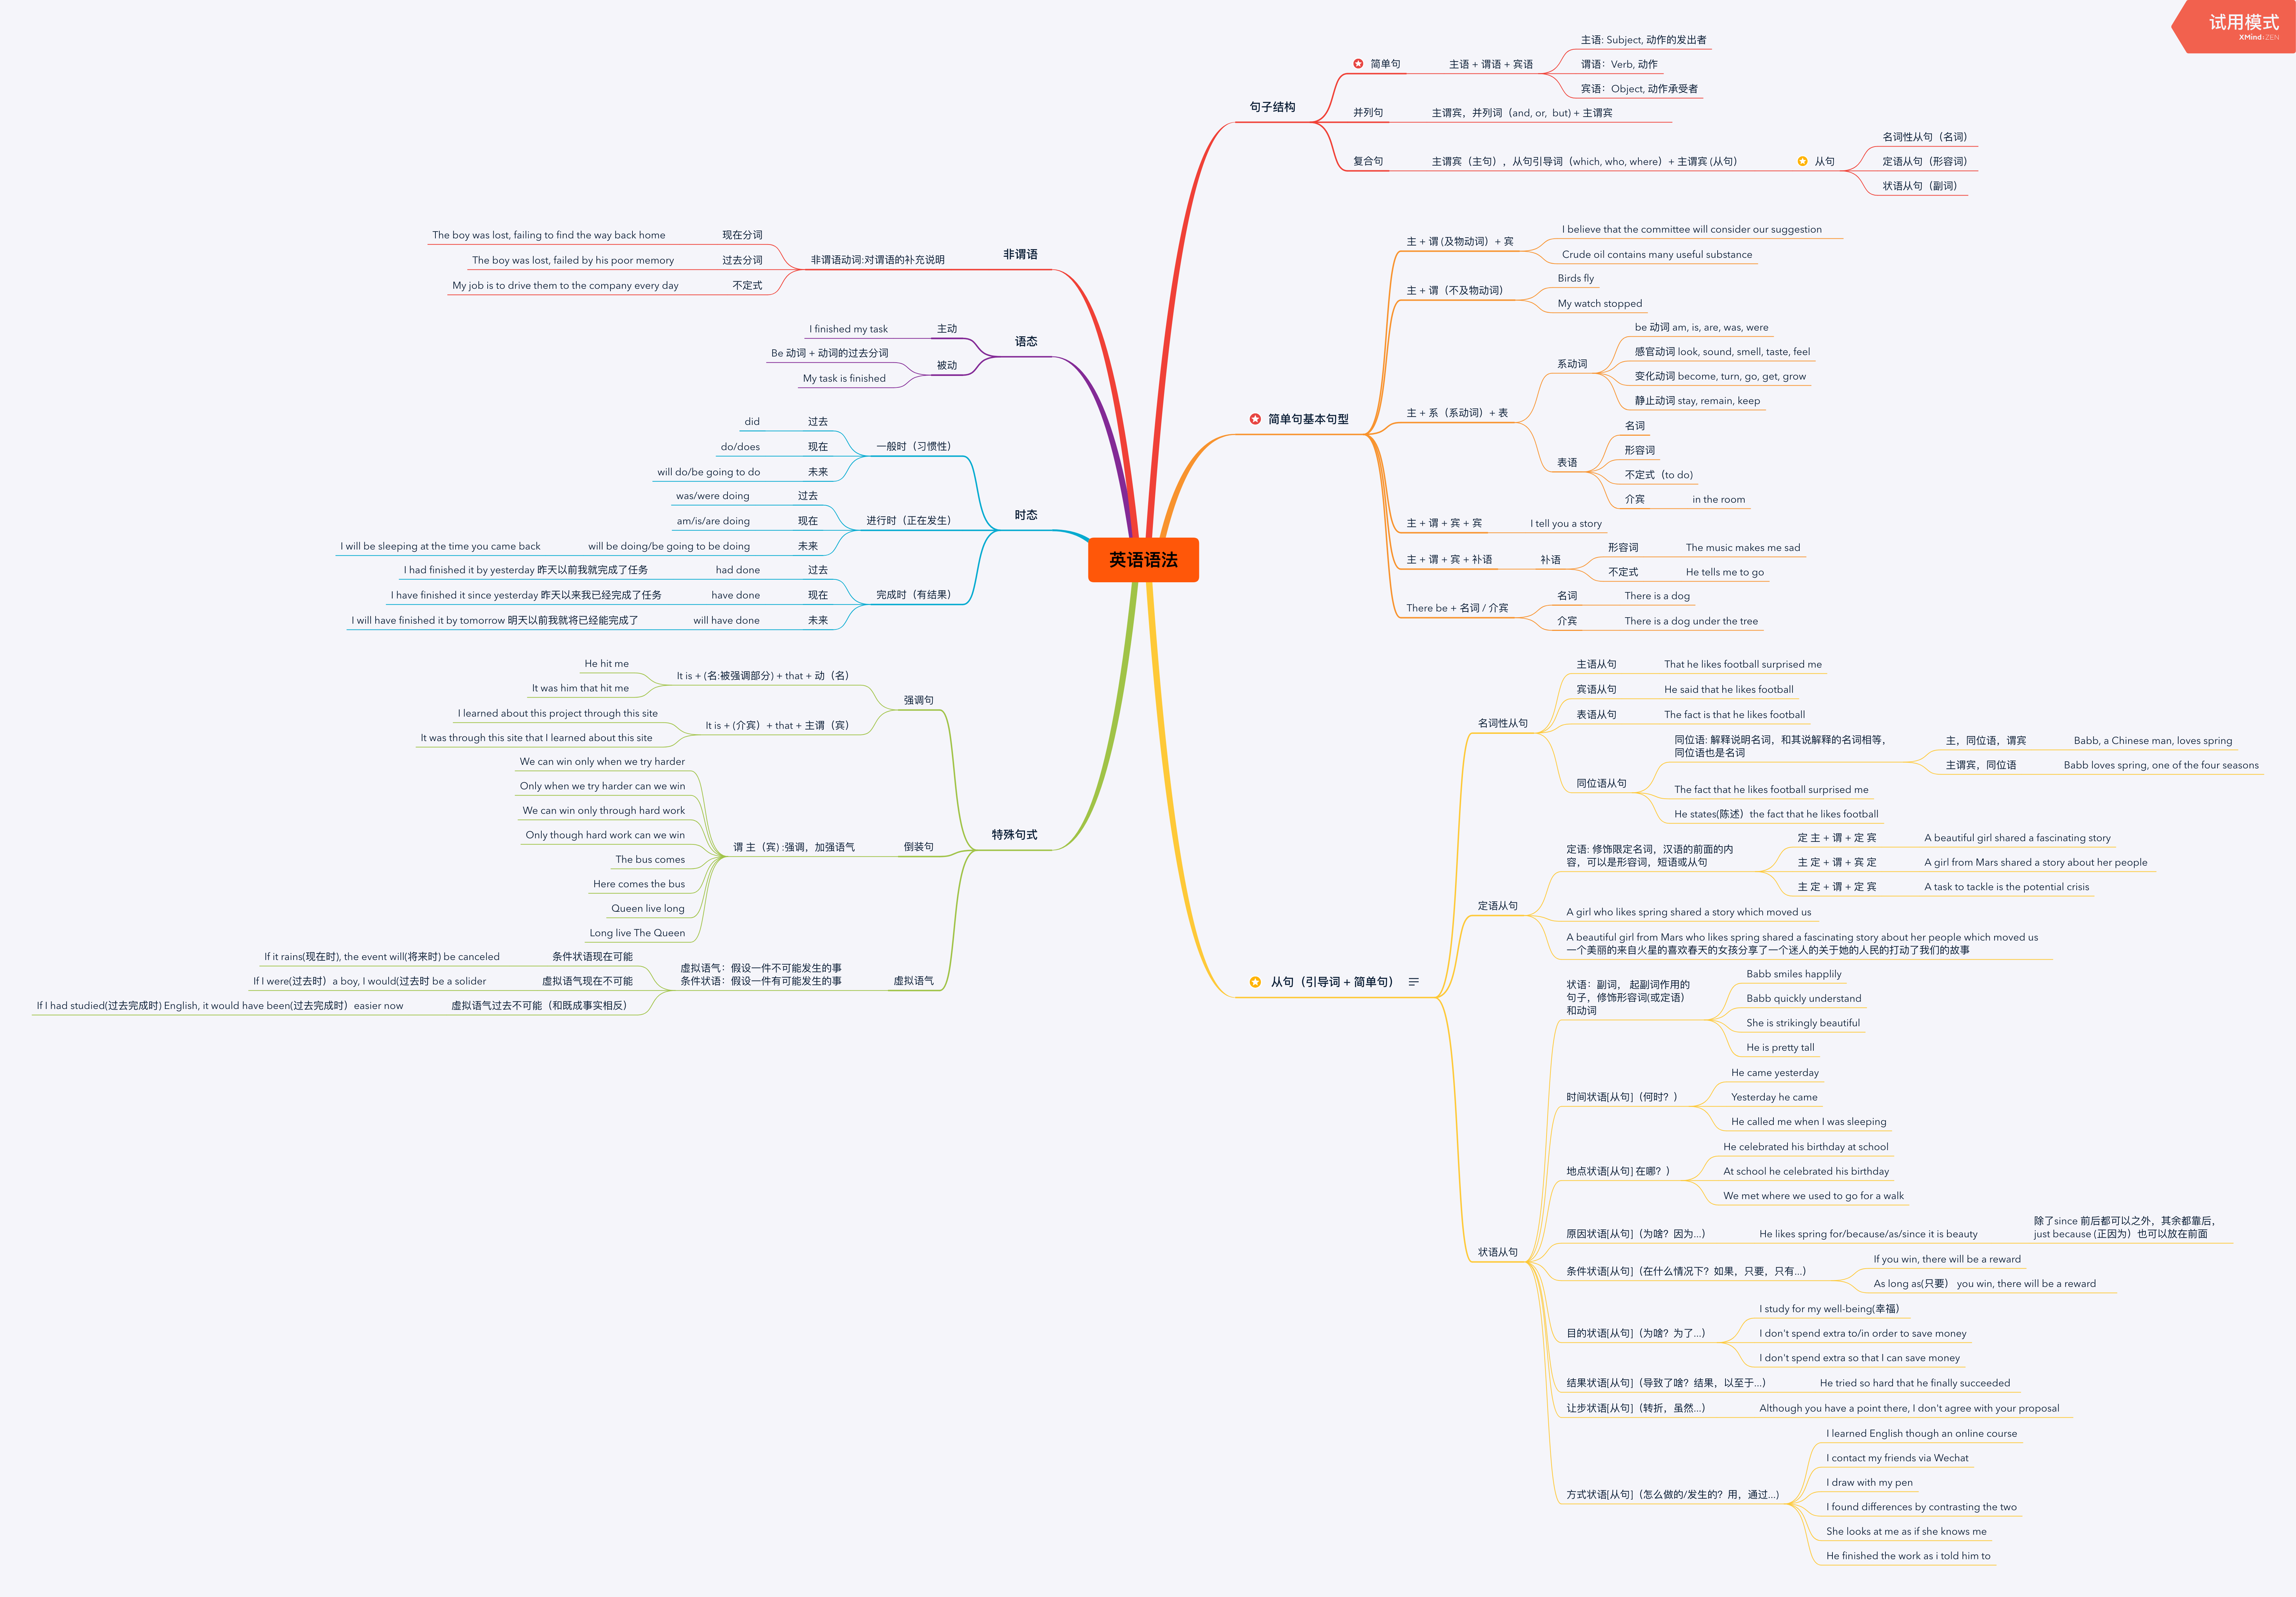 试用模式
XMind:ZEN
英语语法
句子结构
简单句
主语 + 谓语 + 宾语
主语: Subject, 动作的发出者
谓语：Verb, 动作
宾语：Object, 动作承受者
并列句
主谓宾，并列词（and, or, but) + 主谓宾
复合句
主谓宾（主句），从句引导词（which, who, where）+ 主谓宾 (从句）
从句
名词性从句（名词）
定语从句（形容词）
状语从句（副词）
简单句基本句型
主 + 谓 (及物动词）+ 宾
I believe that the committee will consider our suggestion
Crude oil contains many useful substance
主 + 谓（不及物动词）
Birds fly
My watch stopped
主 + 系（系动词）+ 表
系动词
be 动词 am, is, are, was, were
感官动词 look, sound, smell, taste, feel
变化动词 become, turn, go, get, grow
静止动词 stay, remain, keep
表语
名词
形容词
不定式（to do)
介宾
in the room
主 + 谓 + 宾 + 宾
I tell you a story
主 + 谓 + 宾 + 补语
补语
形容词
The music makes me sad
不定式
He tells me to go
There be + 名词 / 介宾
名词
There is a dog
介宾
There is a dog under the tree
从句（引导词 + 简单句）
名词性从句
主语从句
That he likes football surprised me
宾语从句
He said that he likes football
表语从句
The fact is that he likes football
同位语从句
同位语: 解释说明名词，和其说解释的名词相等，
同位语也是名词
主，同位语，谓宾
Babb, a Chinese man, loves spring
主谓宾，同位语
Babb loves spring, one of the four seasons
The fact that he likes football surprised me
He states(陈述）the fact that he likes football
定语从句
定语: 修饰限定名词，汉语的前面的内
容，可以是形容词，短语或从句
定 主 + 谓 + 定 宾
A beautiful girl shared a fascinating story
主 定 + 谓 + 宾 定
A girl from Mars shared a story about her people
主 定 + 谓 + 定 宾
A task to tackle is the potential crisis
A girl who likes spring shared a story which moved us
A beautiful girl from Mars who likes spring shared a fascinating story about her people which moved us
一个美丽的来自火星的喜欢春天的女孩分享了一个迷人的关于她的人民的打动了我们的故事
状语从句
状语：副词， 起副词作用的
句子，修饰形容词(或定语）
和动词
Babb smiles happlily
Babb quickly understand
She is strikingly beautiful
He is pretty tall
时间状语[从句]（何时？）
He came yesterday
Yesterday he came
He called me when I was sleeping
地点状语[从句] 在哪？）
He celebrated his birthday at school
At school he celebrated his birthday
We met where we used to go for a walk
原因状语[从句]（为啥？因为...）
He likes spring for/because/as/since it is beauty
除了since 前后都可以之外，其余都靠后，
just because (正因为）也可以放在前面
条件状语[从句]（在什么情况下？如果，只要，只有...）
If you win, there will be a reward
As long as(只要） you win, there will be a reward
目的状语[从句]（为啥？为了...）
I study for my well-being(幸福）
I don't spend extra to/in order to save money
I don't spend extra so that I can save money
结果状语[从句]（导致了啥？结果，以至于...）
He tried so hard that he finally succeeded
让步状语[从句]（转折，虽然...）
Although you have a point there, I don't agree with your proposal
方式状语[从句]（怎么做的/发生的？用，通过...)
I learned English though an online course
I contact my friends via Wechat
I draw with my pen
I found differences by contrasting the two
She looks at me as if she knows me
He finished the work as i told him to
非谓语
非谓语动词:对谓语的补充说明
现在分词
The boy was lost, failing to find the way back home
过去分词
The boy was lost, failed by his poor memory
不定式
My job is to drive them to the company every day
语态
主动
I finished my task
被动
Be 动词 + 动词的过去分词
My task is finished
时态
一般时（习惯性）
过去
did
现在
do/does
未来
will do/be going to do
进行时（正在发生）
过去
was/were doing
现在
am/is/are doing
未来
will be doing/be going to be doing
I will be sleeping at the time you came back
完成时（有结果）
过去
had done
I had finished it by yesterday 昨天以前我就完成了任务
现在
have done
I have finished it since yesterday 昨天以来我已经完成了任务
未来
will have done
I will have finished it by tomorrow 明天以前我就将已经能完成了
特殊句式
强调句
It is + (名:被强调部分) + that + 动（名）
He hit me
It was him that hit me
It is + (介宾）+ that + 主谓（宾）
I learned about this project through this site
It was through this site that I learned about this site
倒装句
谓 主（宾）:强调，加强语气
We can win only when we try harder
Only when we try harder can we win
We can win only through hard work
Only though hard work can we win
The bus comes
Here comes the bus
Queen live long
Long live The Queen
虚拟语气
虚拟语气：假设一件不可能发生的事
条件状语：假设一件有可能发生的事
条件状语现在可能
If it rains(现在时), the event will(将来时) be canceled
虚拟语气现在不可能
If I were(过去时）a boy, I would(过去时 be a solider
虚拟语气过去不可能（和既成事实相反）
If I had studied(过去完成时) English, it would have been(过去完成时）easier now